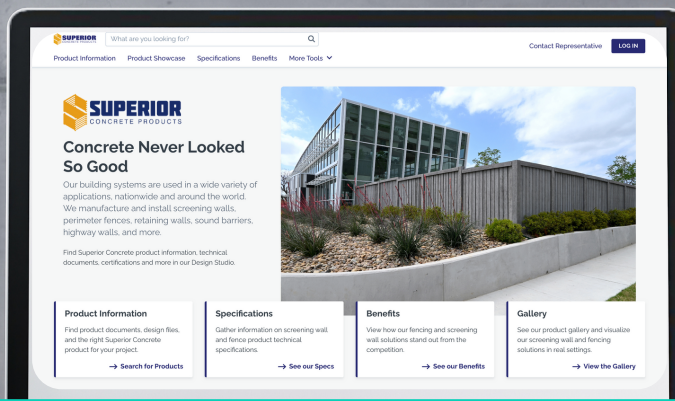 SUPERIOR
CONCRETE PRODUCTS
What are you looking for?
Contact Representative
LOG IN
Product Information
Product Showcase
Specifications
Benefits
More Tools
SUPERIOR
CONCRETE PRODUCTS
Concrete Never Looked
So Good
Our building systems are used in a wide variety of
applications, nationwide and around the world.
We manufacture and install screening walls,
perimeter fences, retaining walls, sound barriers,
highway walls, and more.
Find Superior Concrete product information, technical
documents, certifications and more in our Design Studio.
Product Information
Find product documents, design files,
and the right Superior Concrete
product for your project.
→ Search for Products
Specifications
Gather information on screening wall
and fence product technical
specifications.
→ See our Specs
Benefits
View how our fencing and screening
wall solutions stand out from the
competition.
→ See our Benefits
Gallery
See our product gallery and visualize
our screening wall and fencing
solutions in real settings.
→ View the Gallery